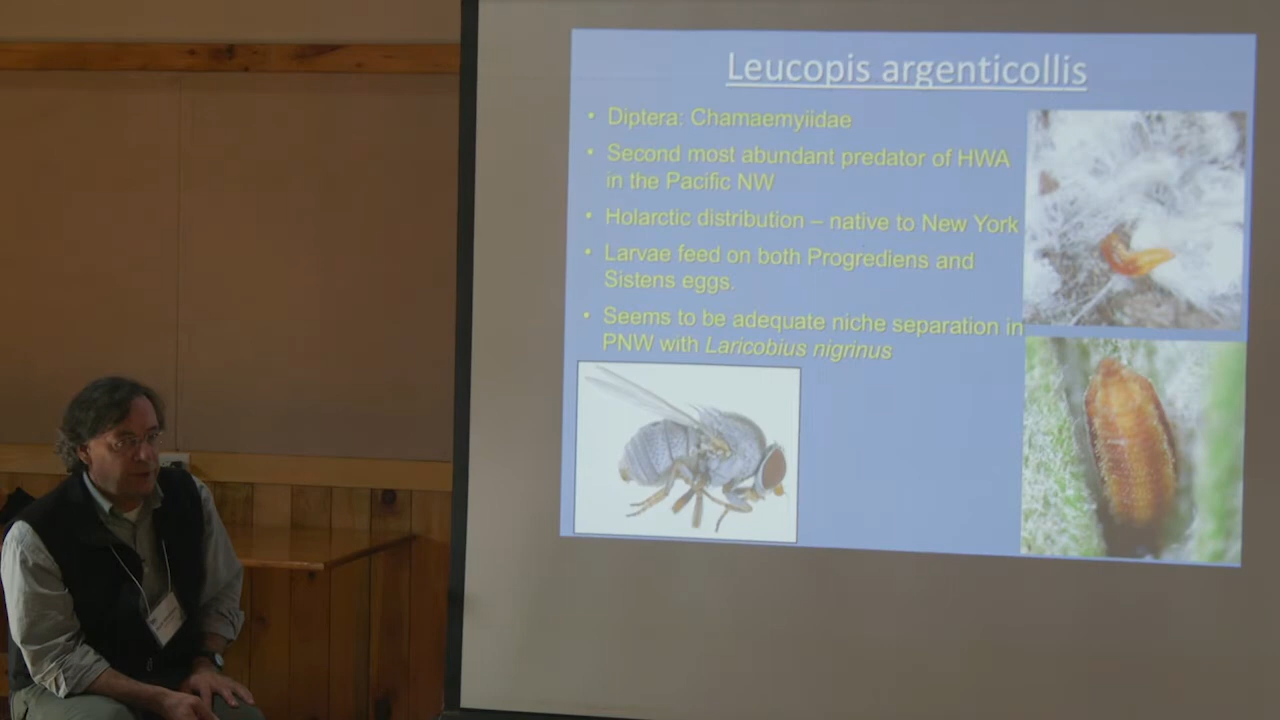 Leucopis argenticollis
• Diptera: Chamaemyiidae
• Second most abundant predator of HWA
in the Pacific NW
• Holarctic distribution – native to New York
• Larvae feed on both Progrediens and
Sistens eggs.
• Seems to be adequate niche separation in
PNW with Laricobius nigrinus